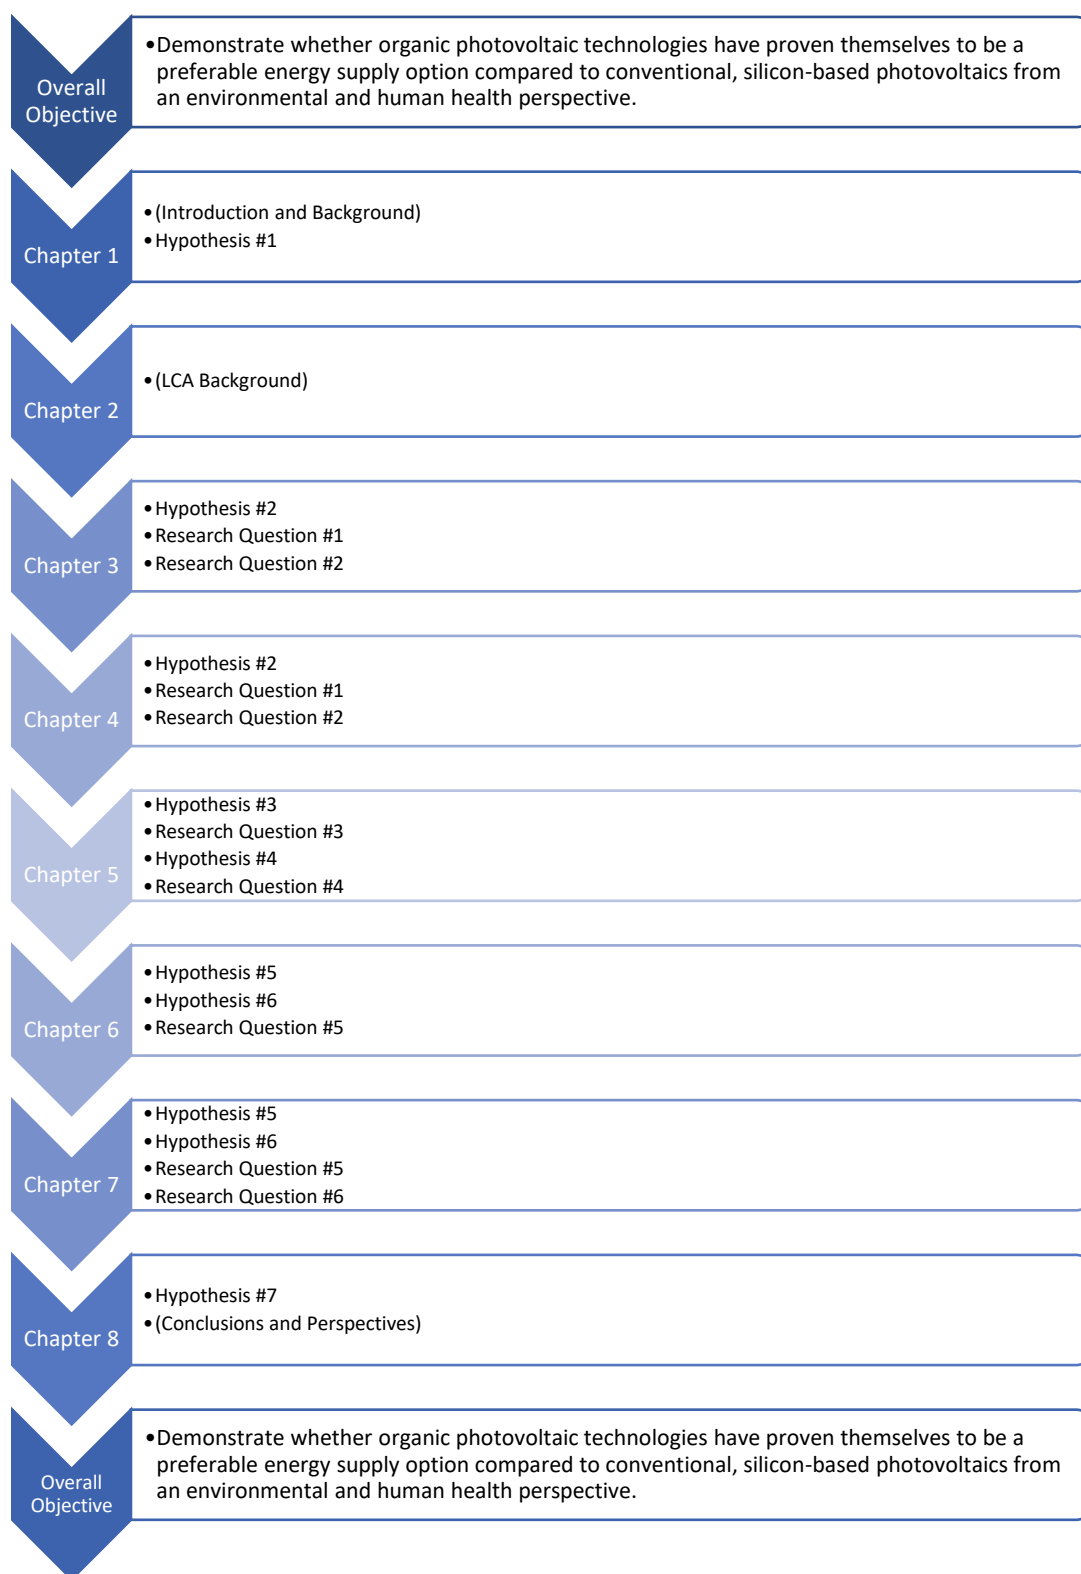 Overall
Objective
•Demonstrate whether organic photovoltaic technologies have proven themselves to be a
preferable energy supply option compared to conventional, silicon-based photovoltaics from
an environmental and human health perspective.
Chapter 1
•(Introduction and Background)
•Hypothesis #1
Chapter 2
•(LCA Background)
Chapter 3
•Hypothesis #2
•Research Question #1
•Research Question #2
Chapter 4
•Hypothesis #2
•Research Question #1
•Research Question #2
Chapter 5
•Hypothesis #3
•Research Question #3
•Hypothesis #4
•Research Question #4
Chapter 6
•Hypothesis #5
•Hypothesis #6
•Research Question #5
Chapter 7
•Hypothesis #5
•Hypothesis #6
•Research Question #5
•Research Question #6
Chapter 8
•Hypothesis #7
•(Conclusions and Perspectives)
Overall
Objective
•Demonstrate whether organic photovoltaic technologies have proven themselves to be a
preferable energy supply option compared to conventional, silicon-based photovoltaics from
an environmental and human health perspective.